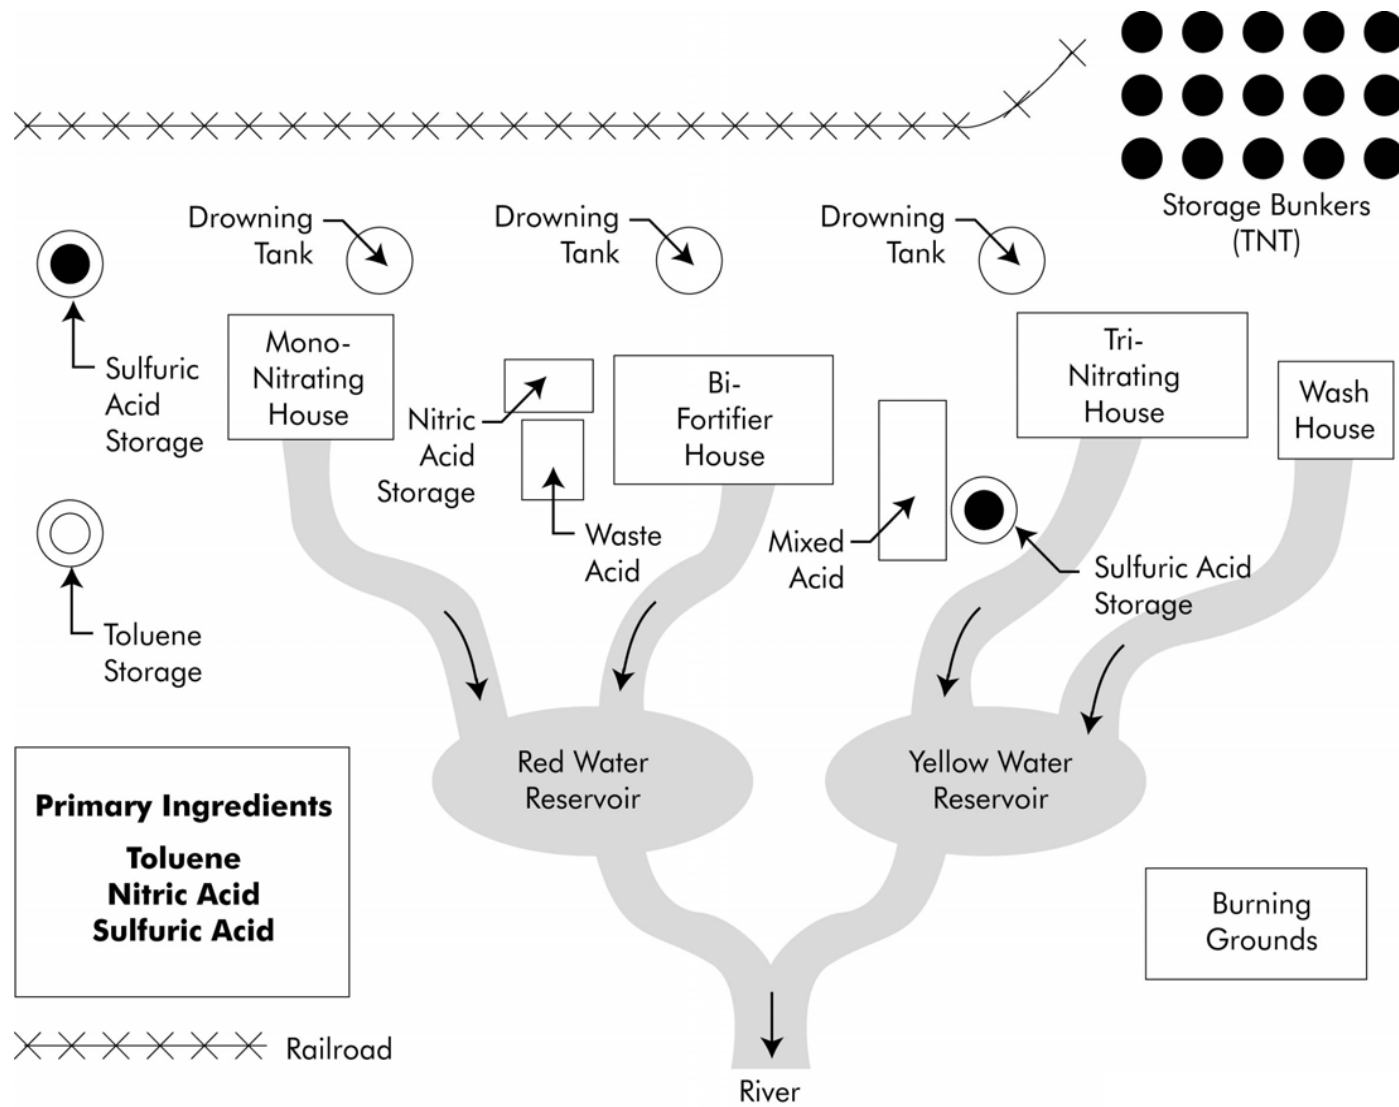 Storage Bunkers
(TNT)
Drowning
Tank
Drowning
Tank
Drowning
Tank
Sulfuric
Acid
Storage
Mono-
Nitrating
House
Nitric
Acid
Storage
Bi-
Fortifier
House
Tri-
Nitrating
House
Wash
House
Waste
Acid
Mixed
Acid
Sulfuric Acid
Storage
Toluene
Storage
Red Water
Reservoir
Yellow Water
Reservoir
Primary Ingredients
Toluene
Nitric Acid
Sulfuric Acid
Burning
Grounds
Railroad
River